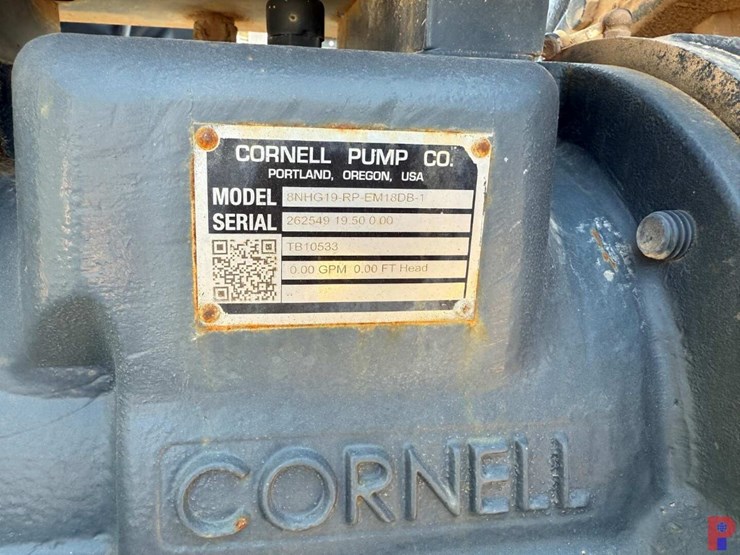 CORNELL PUMP CO.
PORTLAND, OREGON, USA
MODEL 8NHG19-RP-EM18DB-1
SERIAL 262549 19.50 0.00
TB10533
0.00 GPM 0.00 FT Head
--
CORNELL